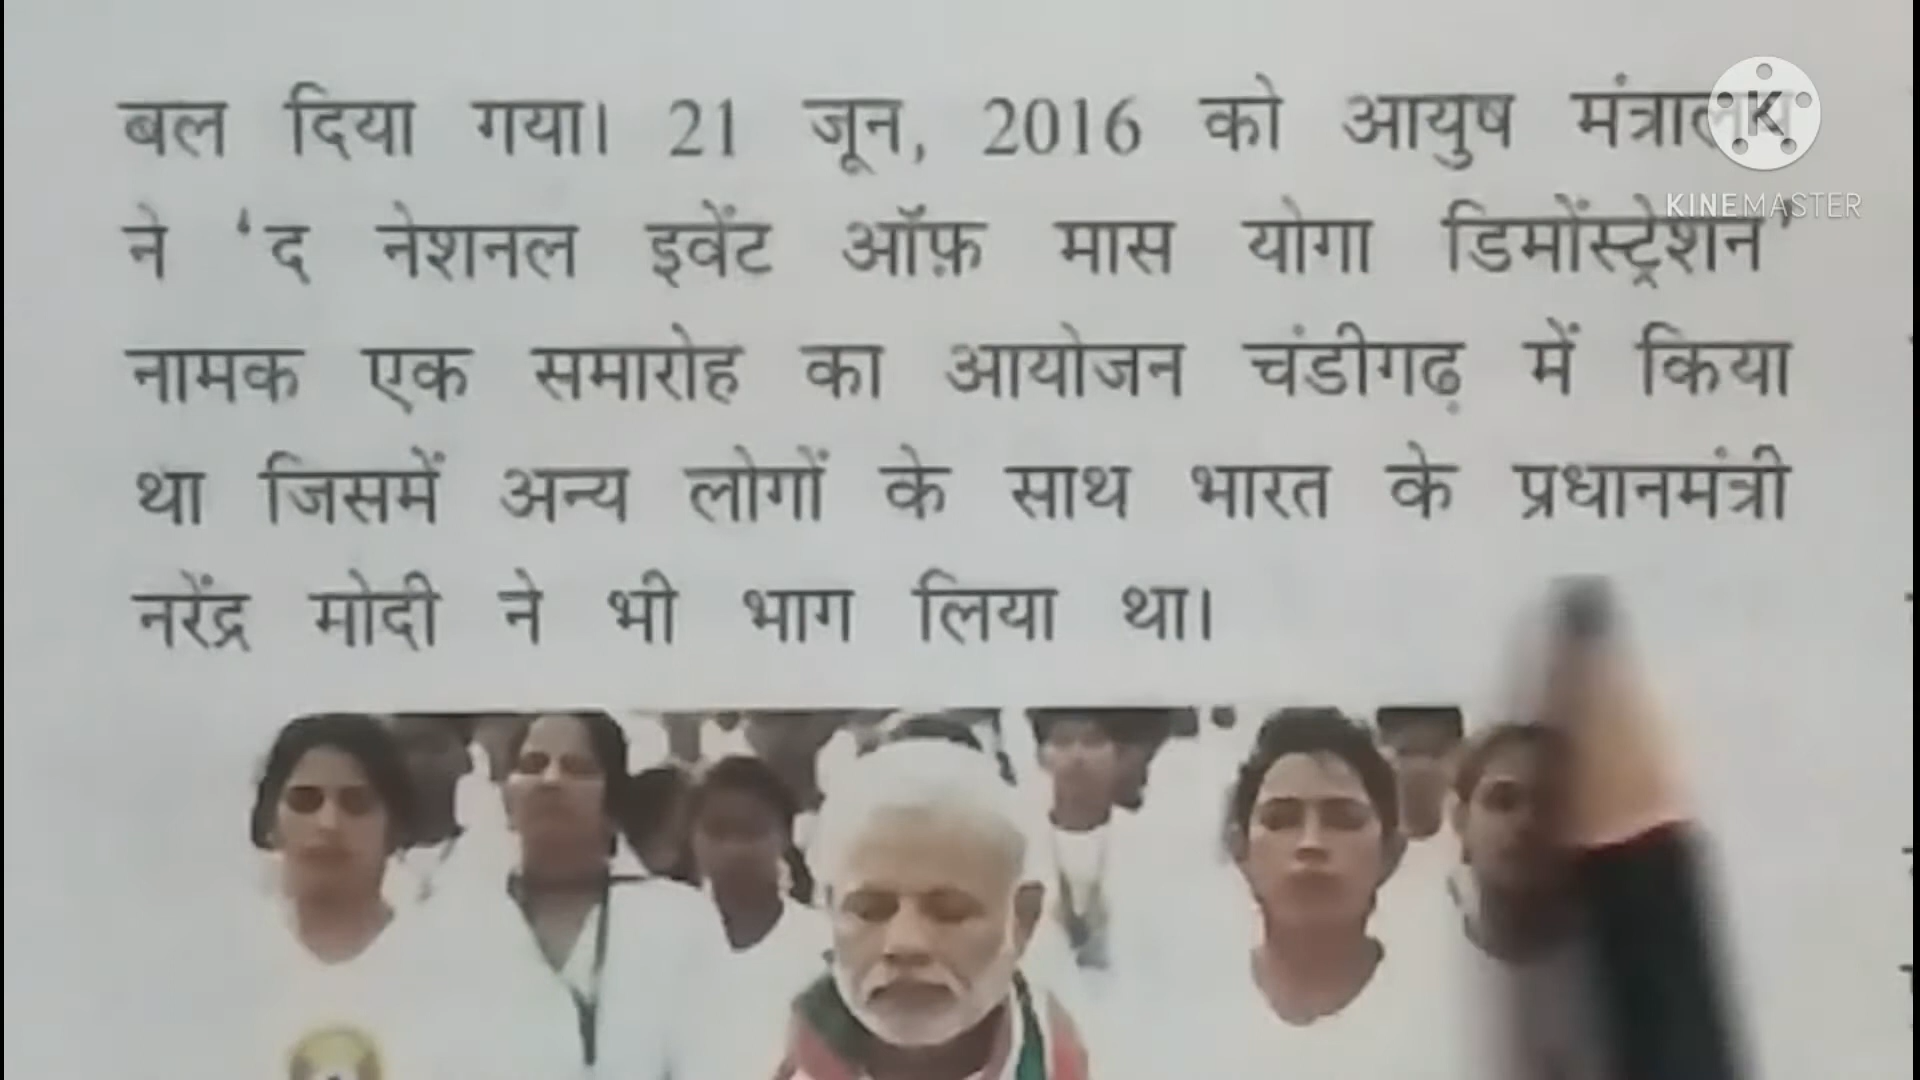 बल दिया गया। 21 जून, 2016 को आयुष मंत्रालय
K
KINEMASTER
ने ‘द नेशनल इवेंट ऑफ़ मास योगा डिमोंस्ट्रेशन’
नामक एक समारोह का आयोजन चंडीगढ़ में किया
था जिसमें अन्य लोगों के साथ भारत के प्रधानमंत्री
नरेंद्र मोदी ने भी भाग लिया था।